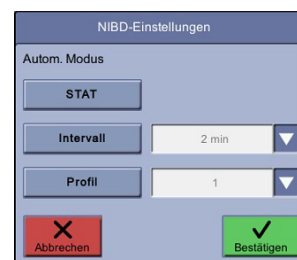 NIBD-Einstellungen
Autom. Modus
STAT
Intervall 2 min
Profil 1
Abbrechen Bestätigen